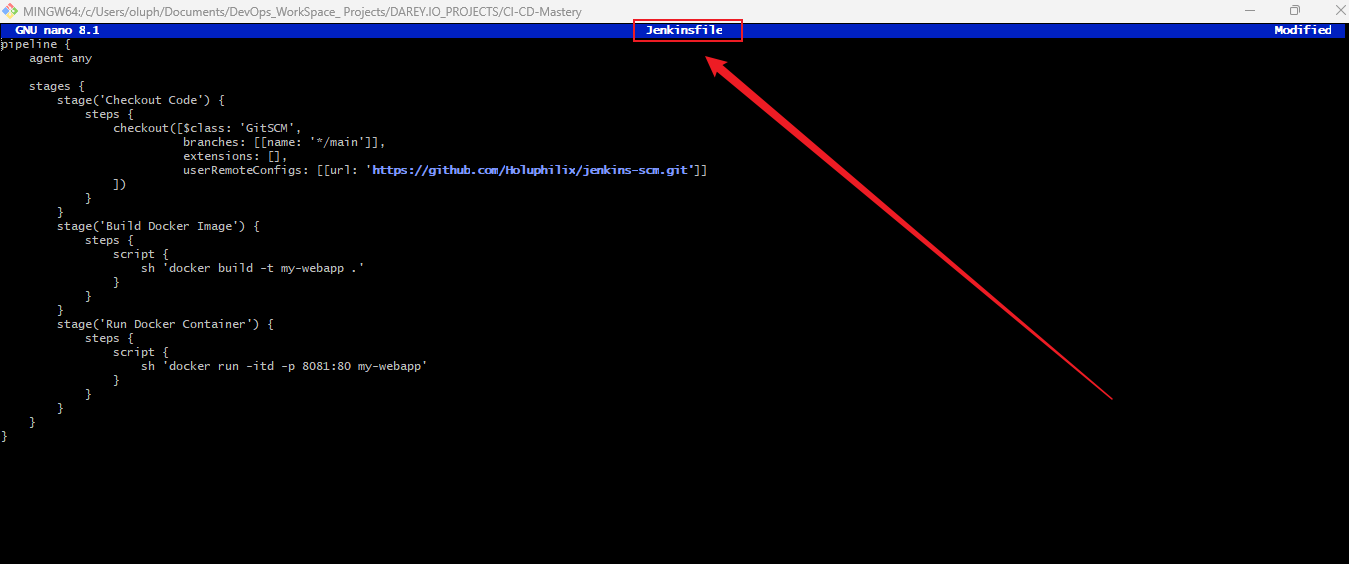 MINGW64:/c/Users/oluph/Documents/DevOps_WorkSpace_ Projects/DAREY.IO_PROJECTS/CI-CD-Mastery
GNU nano 8.1 Jenkinsfile Modified
pipeline {
    agent any
    stages {
        stage('Checkout Code') {
            steps {
                checkout([$class: 'GitSCM',
                          branches: [[name: '*/main']],
                          extensions: [],
                          userRemoteConfigs: [[url: 'https://github.com/Holuphilix/jenkins-scm.git']]
                ])
            }
        }
        stage('Build Docker Image') {
            steps {
                script {
                    sh 'docker build -t my-webapp .'
                }
            }
        }
        stage('Run Docker Container') {
            steps {
                script {
                    sh 'docker run -itd -p 8081:80 my-webapp'
                }
            }
        }
    }
}